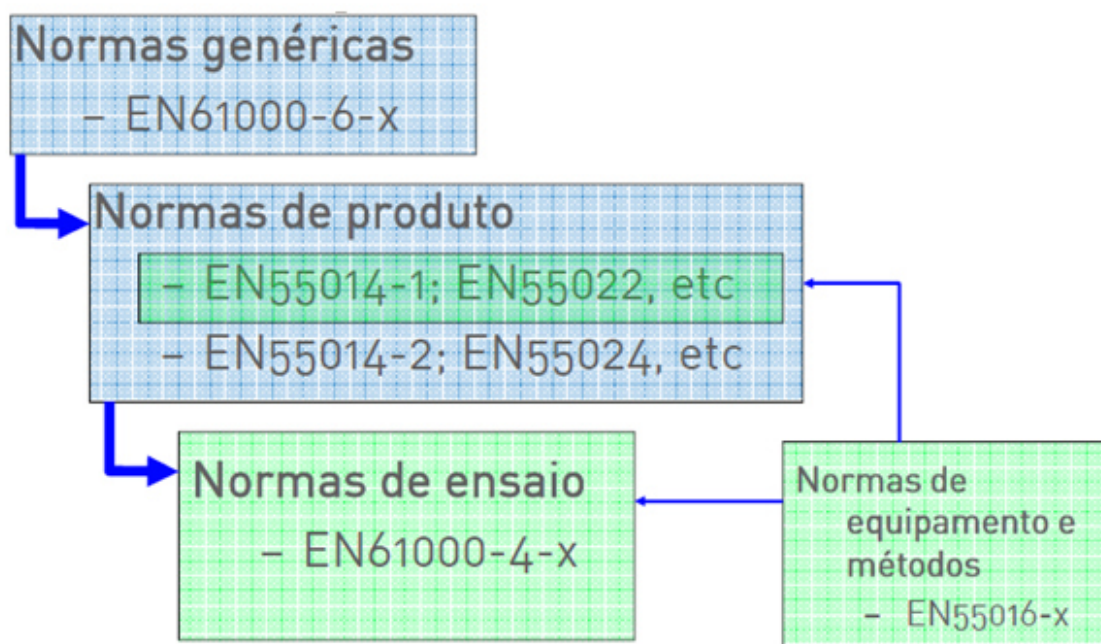 Normas genéricas
– EN61000-6-x
Normas de produto
– EN55014-1; EN55022, etc
– EN55014-2; EN55024, etc
Normas de ensaio
– EN61000-4-x
Normas de
equipamento e
métodos
– EN55016-x